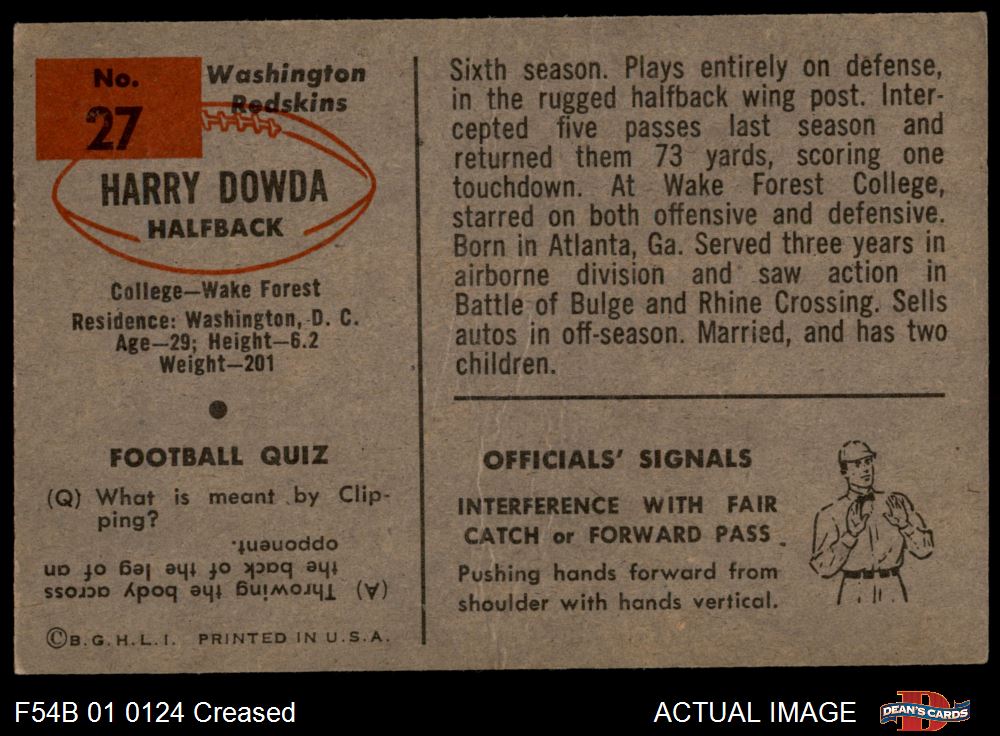 No.
27
Washington
Redskins
HARRY DOWDA
HALFBACK
College—Wake Forest
Residence: Washington, D. C.
Age—29; Height—6.2
Weight—201
FOOTBALL QUIZ
(Q) What is meant by Clip-
ping?
(A) Throwing the body across
the back of the leg of an
opponent.
©B.G.H.L.I. PRINTED IN U.S.A.
Sixth season. Plays entirely on defense,
in the rugged halfback wing post. Inter-
cepted five passes last season and
returned them 73 yards, scoring one
touchdown. At Wake Forest College,
starred on both offensive and defensive.
Born in Atlanta, Ga. Served three years in
airborne division and saw action in
Battle of Bulge and Rhine Crossing. Sells
autos in off-season. Married, and has two
children.
OFFICIALS' SIGNALS
INTERFERENCE WITH FAIR
CATCH or FORWARD PASS.
Pushing hands forward from
shoulder with hands vertical.
F54B 01 0124 Creased
ACTUAL IMAGE
DEAN'S CARDS